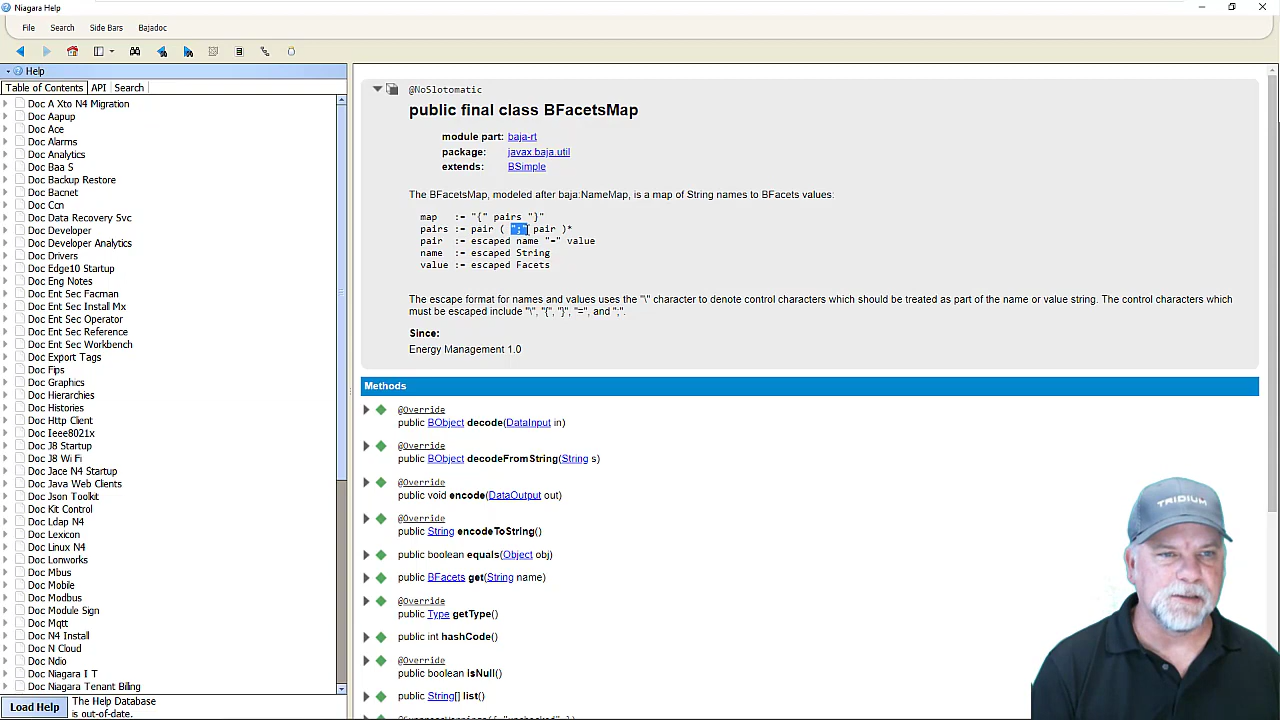 Niagara Help
File Search Side Bars Bajadoc
Help
Table of Contents API Search
Doc A Xto N4 Migration
Doc Aapup
Doc Ace
Doc Alarms
Doc Analytics
Doc Baa S
Doc Backup Restore
Doc Bacnet
Doc Ccn
Doc Data Recovery Svc
Doc Developer
Doc Developer Analytics
Doc Drivers
Doc Edge10 Startup
Doc Eng Notes
Doc Ent Sec Facman
Doc Ent Sec Install Mx
Doc Ent Sec Operator
Doc Ent Sec Reference
Doc Ent Sec Workbench
Doc Export Tags
Doc Fips
Doc Graphics
Doc Hierarchies
Doc Histories
Doc Http Client
Doc Ieee8021x
Doc J8 Startup
Doc J8 Wi Fi
Doc Jace N4 Startup
Doc Java Web Clients
Doc Json Toolkit
Doc Kit Control
Doc Ldap N4
Doc Lexicon
Doc Linux N4
Doc Lonworks
Doc Mbus
Doc Mobile
Doc Modbus
Doc Module Sign
Doc Mqtt
Doc N4 Install
Doc N Cloud
Doc Ndio
Doc Niagara I T
Doc Niagara Tenant Billing
Load Help
The Help Database
is out-of-date.
@NoSlotomatic
public final class BFacetsMap
module part: baja-rt
package: javax.baja.util
extends: BSimple
The BFacetsMap, modeled after baja:NameMap, is a map of String names to BFacets values:
map := "{" pairs "}"
pairs := pair ( ";" pair )*
pair := escaped name "=" value
name := escaped String
value := escaped Facets
The escape format for names and values uses the "\" character to denote control characters which should be treated as part of the name or value string. The control characters which
must be escaped include "\", "{", "}", "=", and ";".
Since:
Energy Management 1.0
Methods
@Override
public BObject decode(DataInput in)
@Override
public BObject decodeFromString(String s)
@Override
public void encode(DataOutput out)
@Override
public String encodeToString()
public boolean equals(Object obj)
public BFacets get(String name)
@Override
public Type getType()
public int hashCode()
@Override
public boolean isNull()
public String[] list()
TRIDIUM